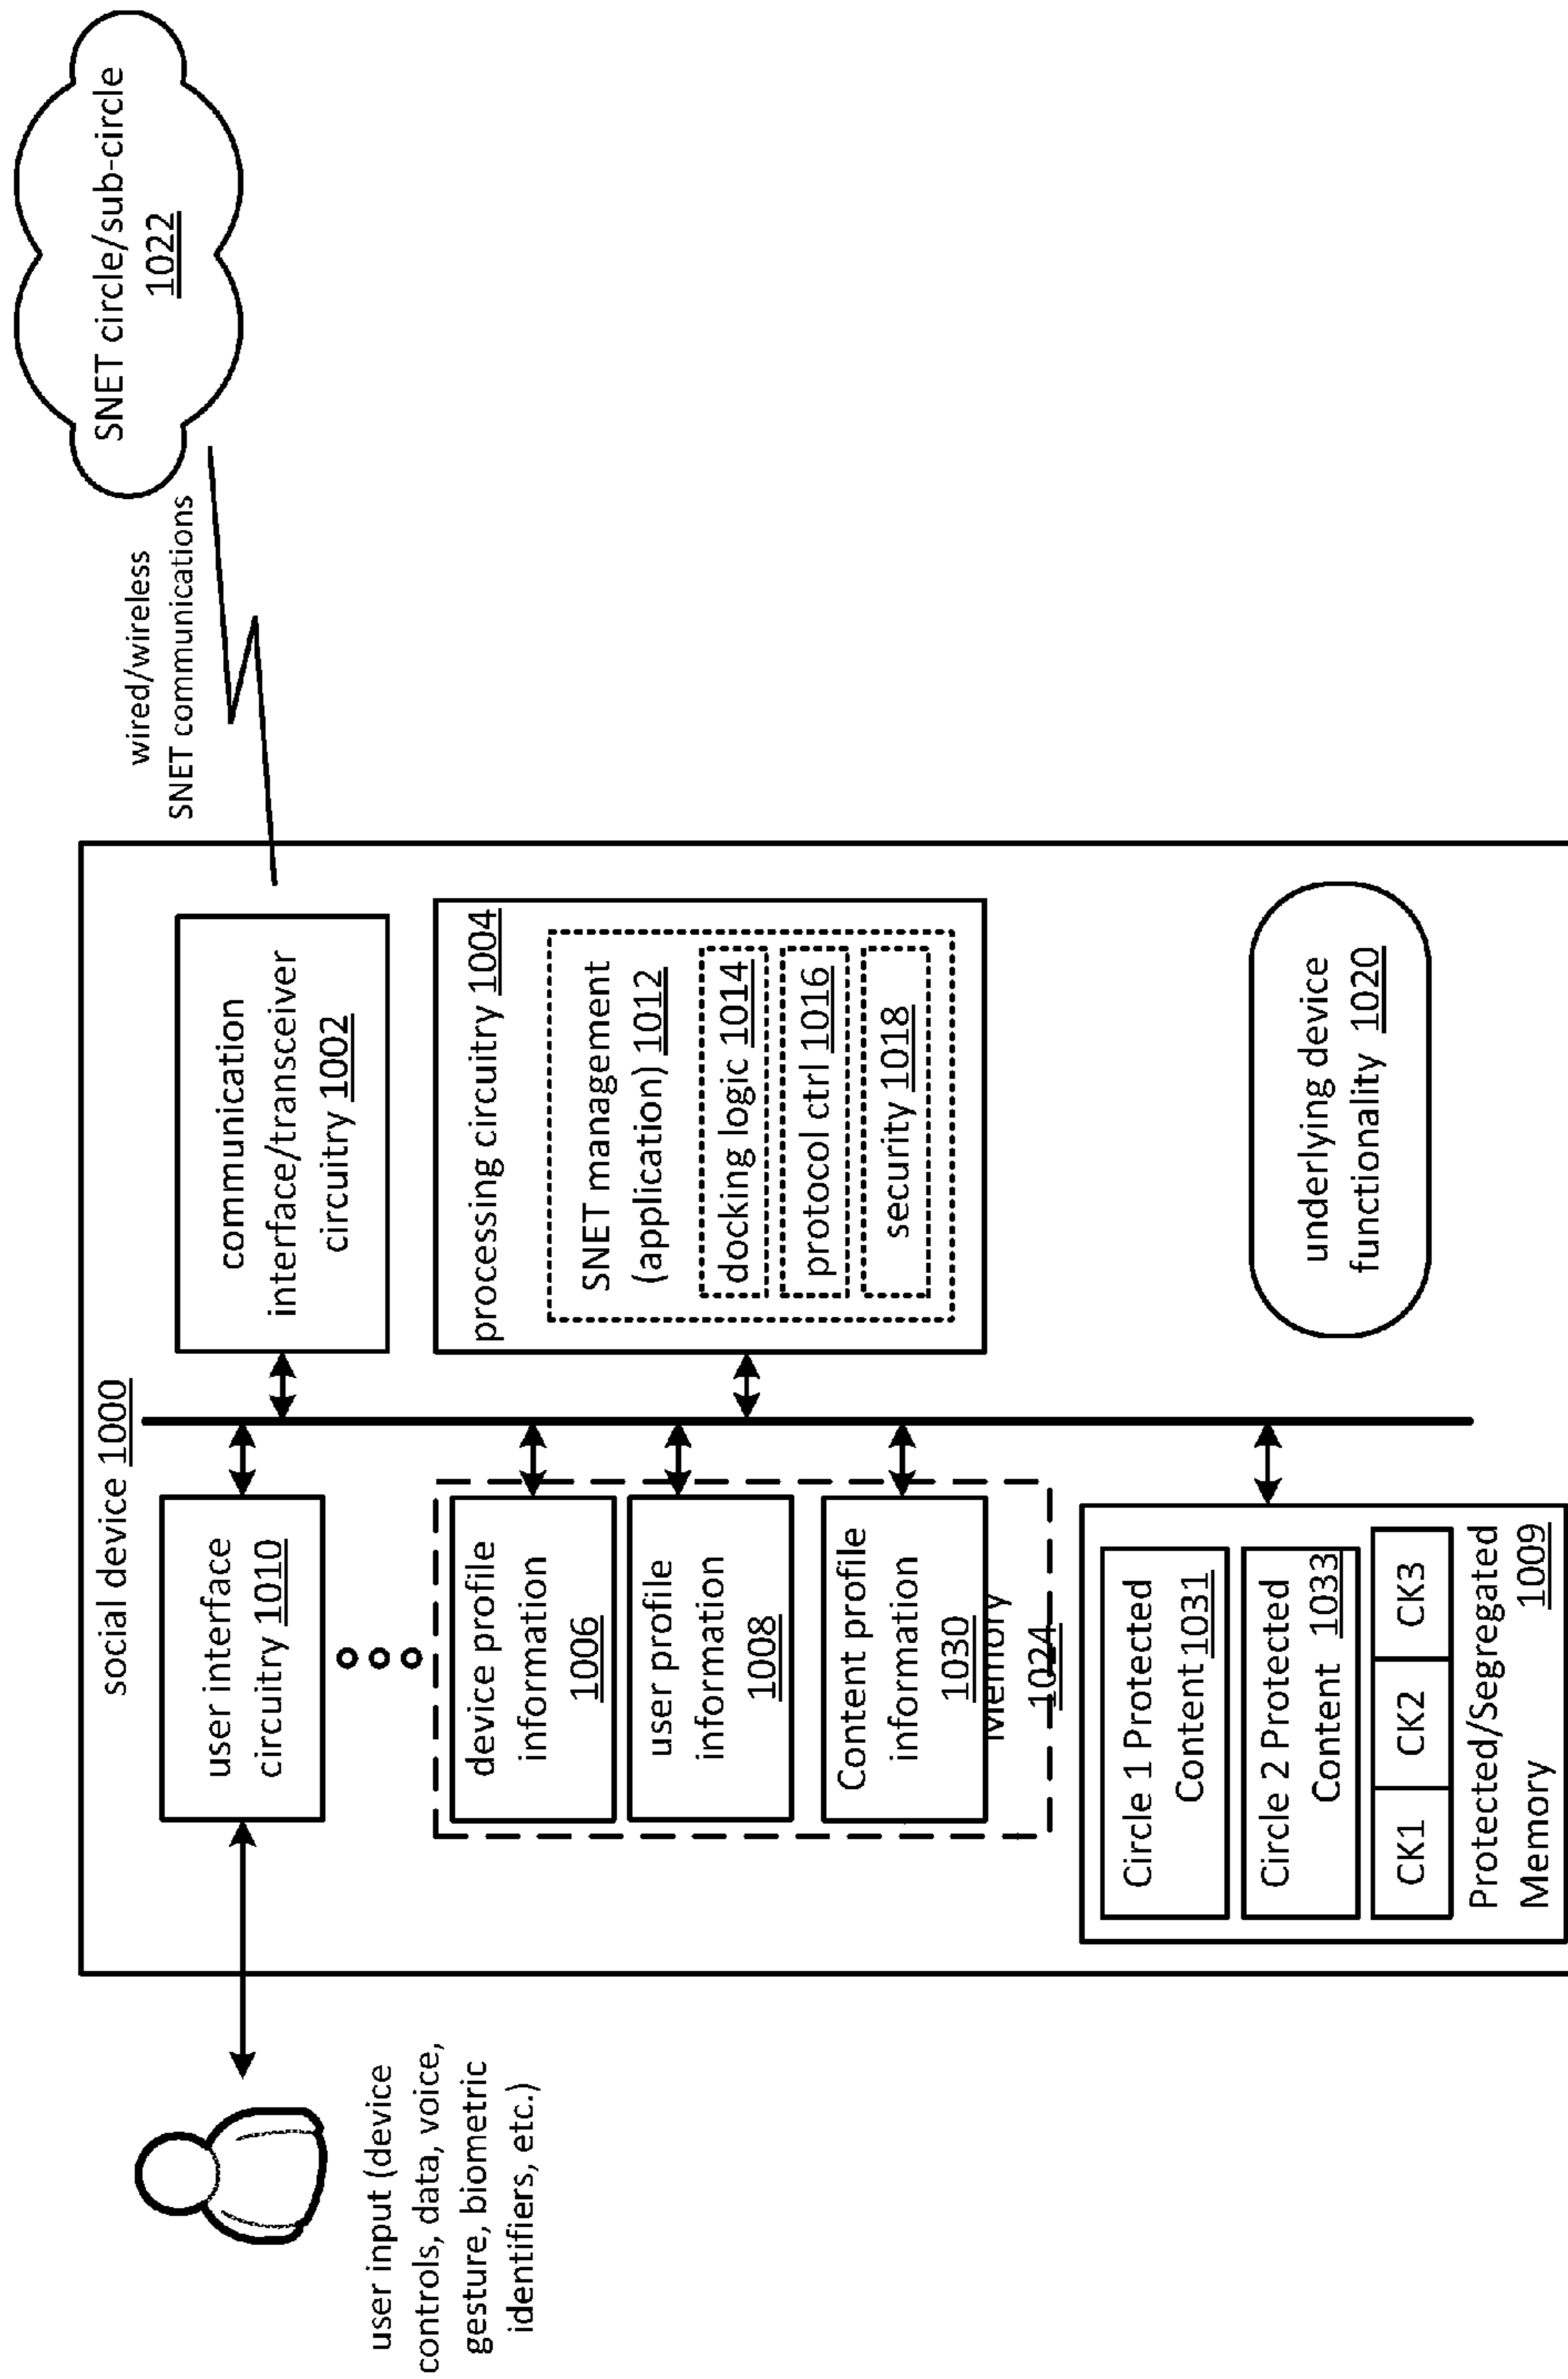 social device 1000
user interface
circuitry 1010
user input (device
controls, data, voice,
gesture, biometric
identifiers, etc.)
device profile
information
1006
user profile
information
1008
Content profile
information
1030
Memory
1024
Circle 1 Protected
Content 1031
Circle 2 Protected
Content 1033
CK1 CK2 CK3
Protected/Segregated
Memory 1009
communication
interface/transceiver
circuitry 1002
processing circuitry 1004
SNET management
(application) 1012
docking logic 1014
protocol ctrl 1016
security 1018
underlying device
functionality 1020
wired/wireless
SNET communications
SNET circle/sub-circle
1022